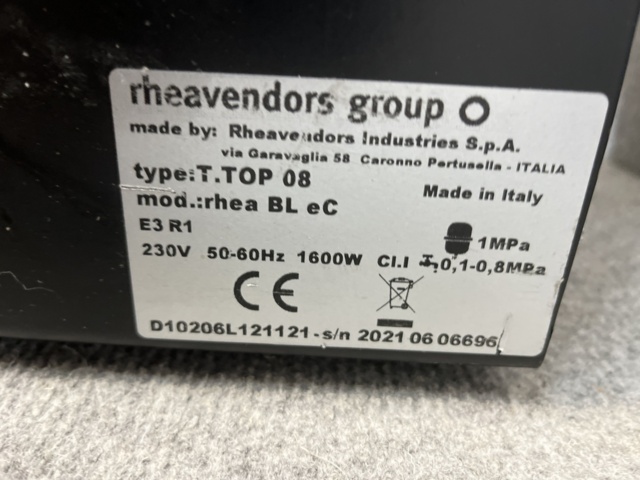 rheavendors group
made by: Rheavendors Industries S.p.A.
via Garavaglia 58 Caronno Pertusella - ITALIA
type:T.TOP 08
Made in Italy
mod.:rhea BL eC
E3 R1
1MPa
230V 50-60Hz 1600W Cl.I 0,1-0,8MPa
CE
D10206L121121-s/n 2021 06 06696